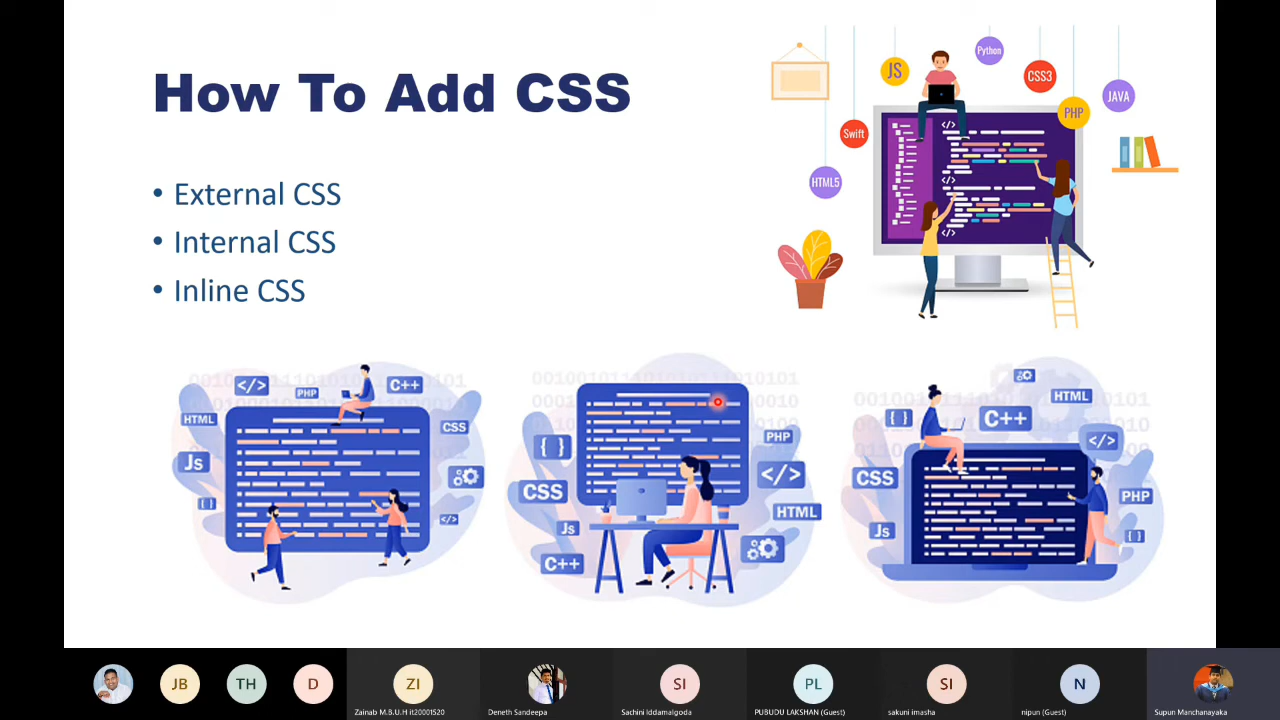 How To Add CSS
• External CSS
• Internal CSS
• Inline CSS
Python
JS
CSS3
JAVA
PHP
Swift
HTML5
</>
</>
</>
</>
PHP
C++
HTML
CSS
Js
{ }
</>
PHP
{ }
</>
CSS
HTML
Js
C++
HTML
{ }
C++
</>
CSS
PHP
Js
{ }
JB
TH
D
ZI
SI
PL
SI
N
Zainab M.B.U.H it20001520
Deneth Sandeepa
Sachini Iddamalgoda
PUBUDU LAKSHAN (Guest)
sakuni imasha
nipun (Guest)
Supun Manchanayaka